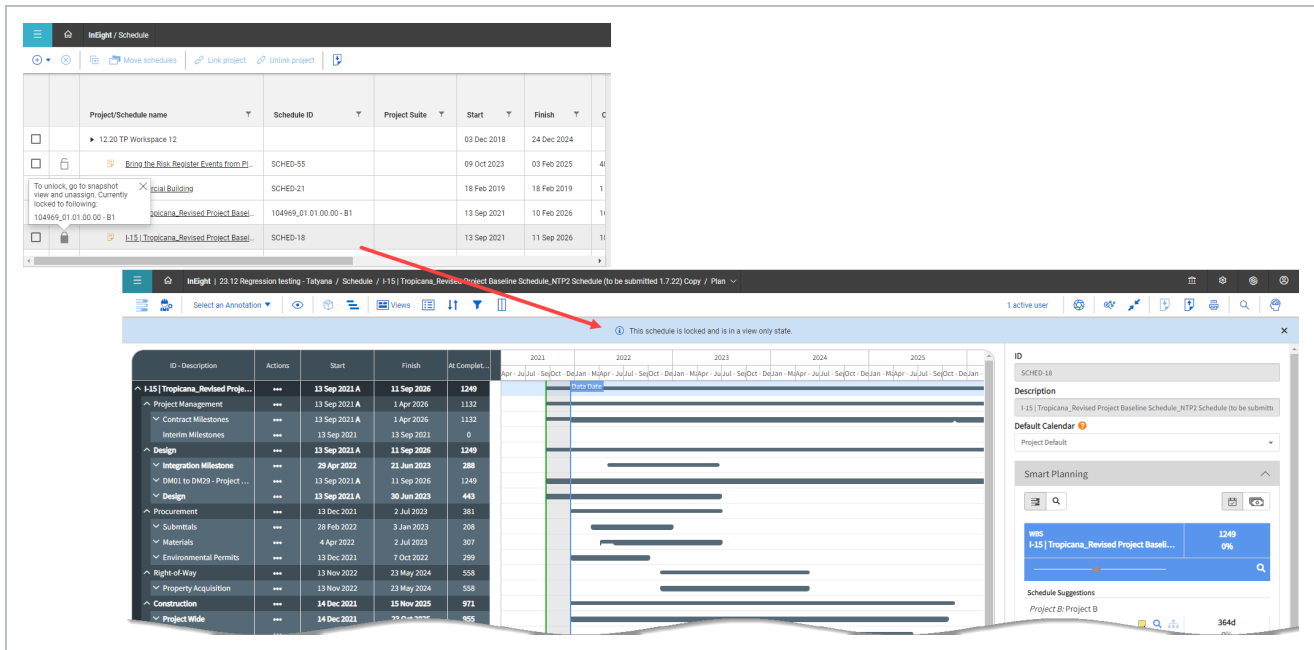 InEight / Schedule
Move schedules Link project Unlink project
Project/Schedule name Schedule ID Project Suite Start Finish
12.20 TP Workspace 12 03 Dec 2018 24 Dec 2024
Bring the Risk Register Events from Pl... SCHED-55 09 Oct 2023 03 Feb 2025
To unlock, go to snapshot
view and unassign. Currently
locked to following:
104969_01.01.00.00 - B1
rcial Building SCHED-21 18 Feb 2019 18 Feb 2019
opicana_Revised Project Basel... 104969_01.01.00.00 - B1 13 Sep 2021 10 Feb 2026
I-15 | Tropicana_Revised Project Basel... SCHED-18 13 Sep 2021 11 Sep 2026
InEight | 23.12 Regression testing - Tatyana / Schedule / I-15 | Tropicana_Revised Project Baseline Schedule_NTP2 Schedule (to be submitted 1.7.22) Copy / Plan
Select an Annotation Views 1 active user
This schedule is locked and is in a view only state.
ID - Description Actions Start Finish At Complet...
2021 2022 2023 2024 2025
I-15 | Tropicana_Revised Proje... 13 Sep 2021 A 11 Sep 2026 1249
Data Date
Project Management 13 Sep 2021 A 1 Apr 2026 1132
Contract Milestones 13 Sep 2021 A 1 Apr 2026 1132
Interim Milestones 13 Sep 2021 13 Sep 2021 0
Design 13 Sep 2021 A 11 Sep 2026 1249
Integration Milestone 29 Apr 2022 21 Jun 2023 288
DM01 to DM29 - Project ... 13 Sep 2021 A 11 Sep 2026 1249
Design 13 Sep 2021 A 30 Jun 2023 443
Procurement 13 Dec 2021 2 Jul 2023 381
Submttals 28 Feb 2022 3 Jan 2023 208
Materials 4 Apr 2022 2 Jul 2023 307
Environmental Permits 13 Dec 2021 7 Oct 2022 299
Right-of-Way 13 Nov 2022 23 May 2024 558
Property Acquisition 13 Nov 2022 23 May 2024 558
Construction 14 Dec 2021 15 Nov 2025 971
Project Wide 14 Dec 2021 955
ID
SCHED-18
Description
I-15 | Tropicana_Revised Project Baseline Schedule_NTP2 Schedule (to be submitte
Default Calendar
Project Default
Smart Planning
WBS 1249
I-15 | Tropicana_Revised Project Baseli... 0%
Schedule Suggestions
Project B: Project B
364d